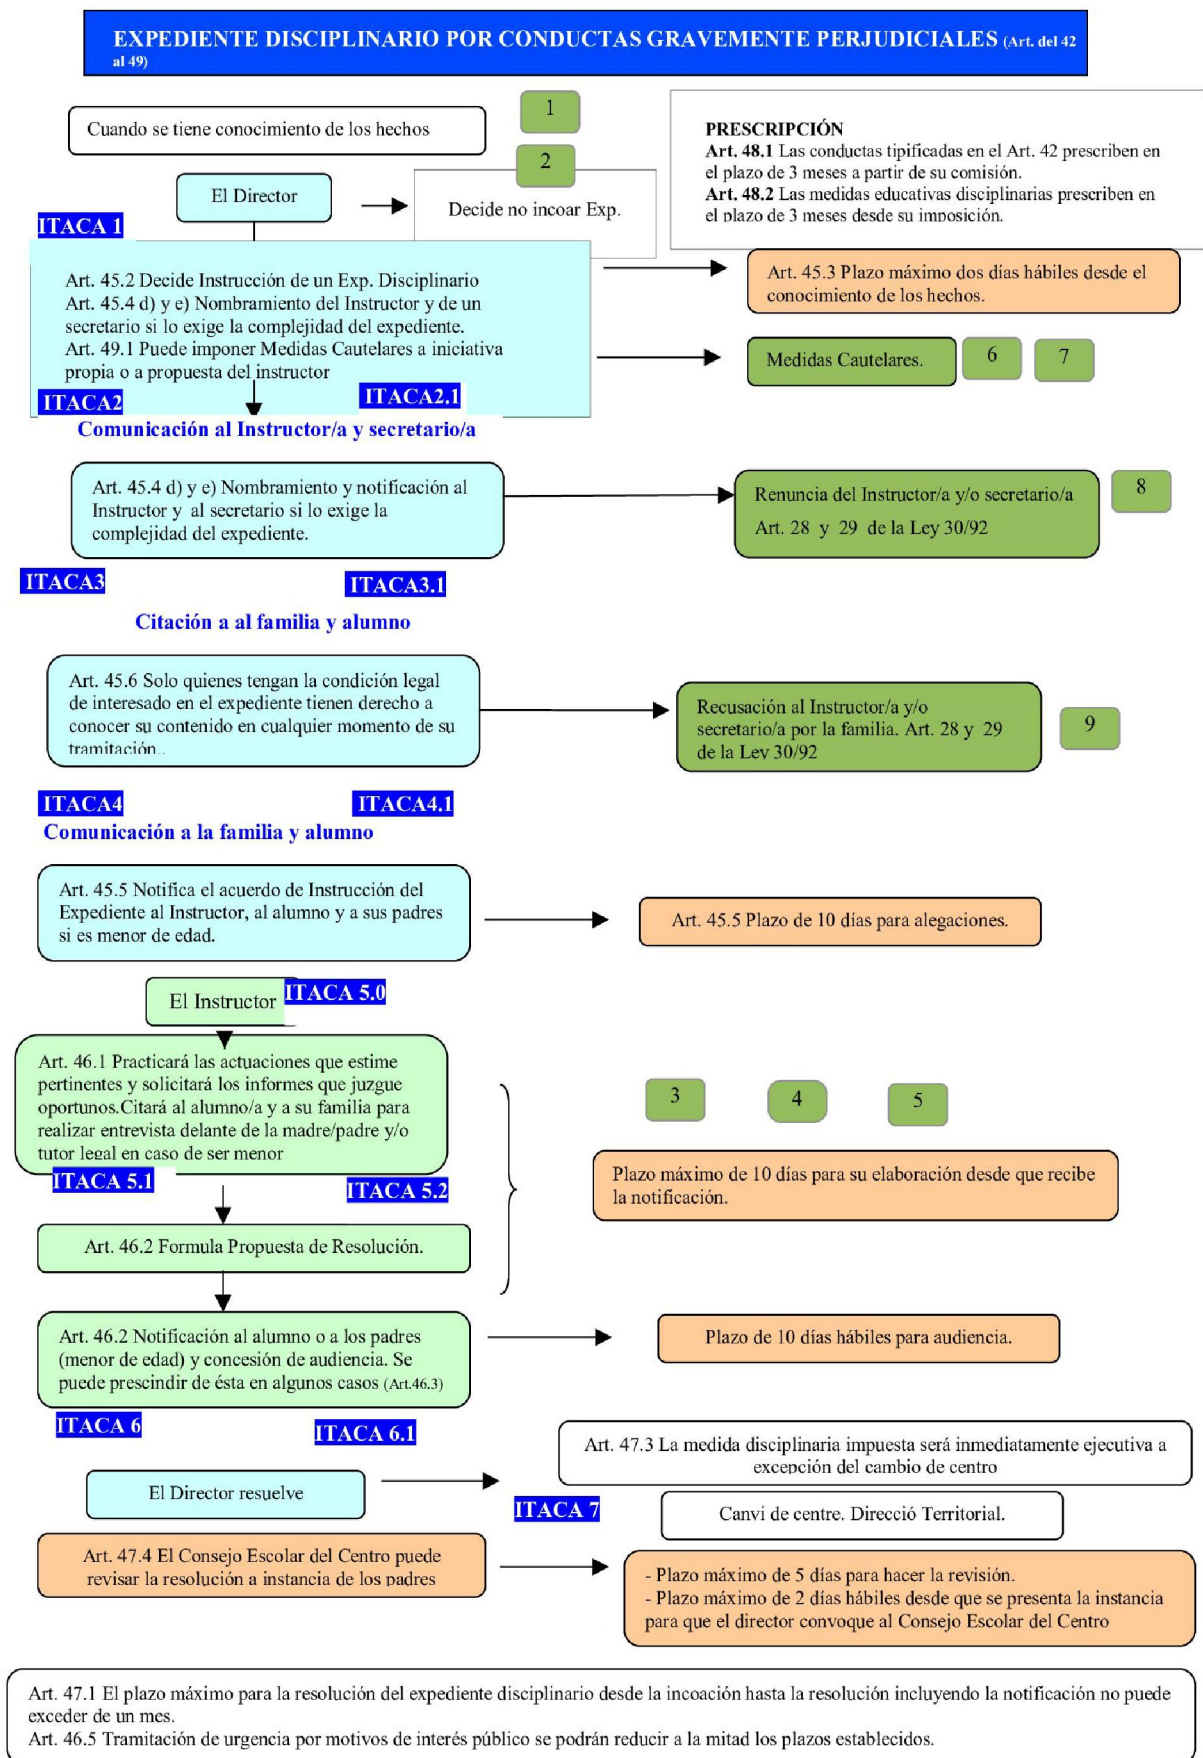 EXPEDIENTE DISCIPLINARIO POR CONDUCTAS GRAVEMENTE PERJUDICIALES (Art. del 42
al 49)
Cuando se tiene conocimiento de los hechos
1
2
PRESCRIPCIÓN
Art. 48.1 Las conductas tipificadas en el Art. 42 prescriben en
el plazo de 3 meses a partir de su comisión.
Art. 48.2 Las medidas educativas disciplinarias prescriben en
el plazo de 3 meses desde su imposición.
El Director
Decide no incoar Exp.
ITACA 1
Art. 45.2 Decide Instrucción de un Exp. Disciplinario
Art. 45.4 d) y e) Nombramiento del Instructor y de un
secretario si lo exige la complejidad del expediente.
Art. 49.1 Puede imponer Medidas Cautelares a iniciativa
propia o a propuesta del instructor
Art. 45.3 Plazo máximo dos días hábiles desde el
conocimiento de los hechos.
Medidas Cautelares.
6
7
ITACA2
ITACA2.1
Comunicación al Instructor/a y secretario/a
Art. 45.4 d) y e) Nombramiento y notificación al
Instructor y al secretario si lo exige la
complejidad del expediente.
Renuncia del Instructor/a y/o secretario/a
Art. 28 y 29 de la Ley 30/92
8
ITACA3
ITACA3.1
Citación a al familia y alumno
Art. 45.6 Solo quienes tengan la condición legal
de interesado en el expediente tienen derecho a
conocer su contenido en cualquier momento de su
tramitación..
Recusación al Instructor/a y/o
secretario/a por la familia. Art. 28 y 29
de la Ley 30/92
9
ITACA4
ITACA4.1
Comunicación a la familia y alumno
Art. 45.5 Notifica el acuerdo de Instrucción del
Expediente al Instructor, al alumno y a sus padres
si es menor de edad.
Art. 45.5 Plazo de 10 días para alegaciones.
El Instructor
ITACA 5.0
Art. 46.1 Practicará las actuaciones que estime
pertinentes y solicitará los informes que juzgue
oportunos.Citará al alumno/a y a su familia para
realizar entrevista delante de la madre/padre y/o
tutor legal en caso de ser menor
3
4
5
Plazo máximo de 10 días para su elaboración desde que recibe
la notificación.
ITACA 5.1
ITACA 5.2
Art. 46.2 Formula Propuesta de Resolución.
Art. 46.2 Notificación al alumno o a los padres
(menor de edad) y concesión de audiencia. Se
puede prescindir de ésta en algunos casos (Art.46.3)
Plazo de 10 días hábiles para audiencia.
ITACA 6
ITACA 6.1
Art. 47.3 La medida disciplinaria impuesta será inmediatamente ejecutiva a
excepción del cambio de centro
El Director resuelve
ITACA 7
Canvi de centre. Direcció Territorial.
Art. 47.4 El Consejo Escolar del Centro puede
revisar la resolución a instancia de los padres
- Plazo máximo de 5 días para hacer la revisión.
- Plazo máximo de 2 días hábiles desde que se presenta la instancia
para que el director convoque al Consejo Escolar del Centro
Art. 47.1 El plazo máximo para la resolución del expediente disciplinario desde la incoación hasta la resolución incluyendo la notificación no puede
exceder de un mes.
Art. 46.5 Tramitación de urgencia por motivos de interés público se podrán reducir a la mitad los plazos establecidos.